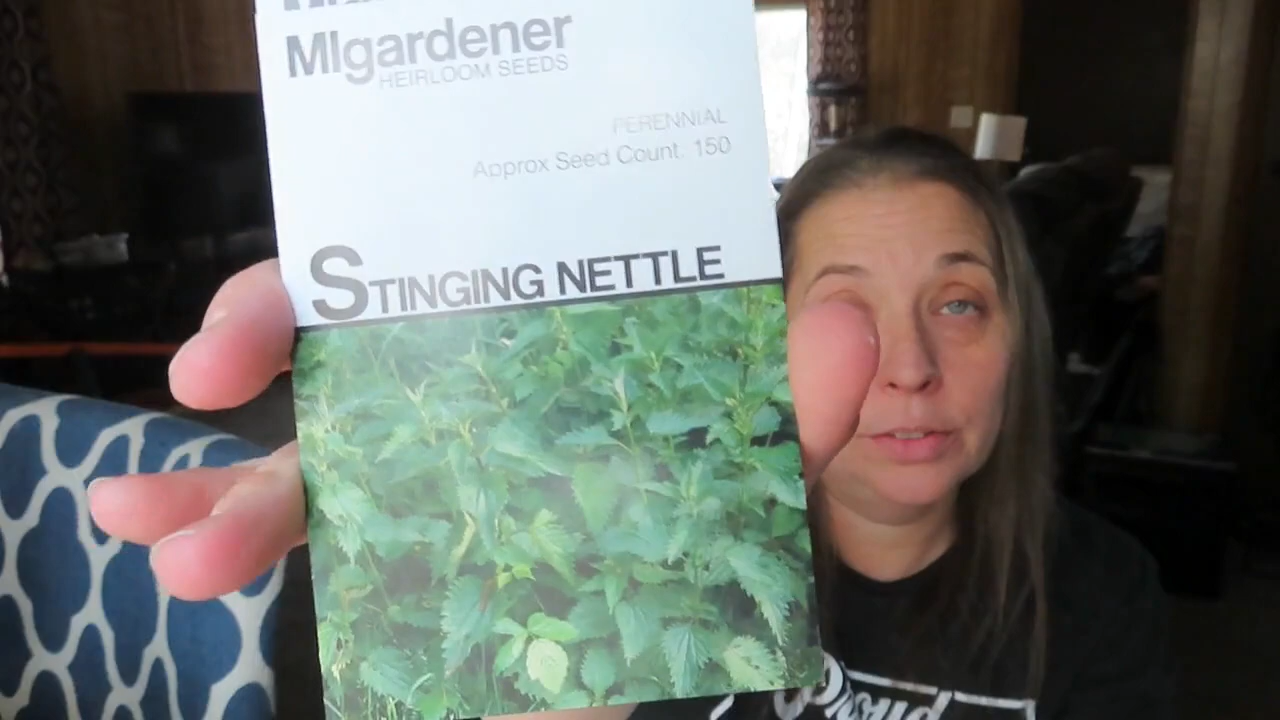 MIgardener
HEIRLOOM SEEDS
PERENNIAL
Approx Seed Count. 150
STINGING NETTLE